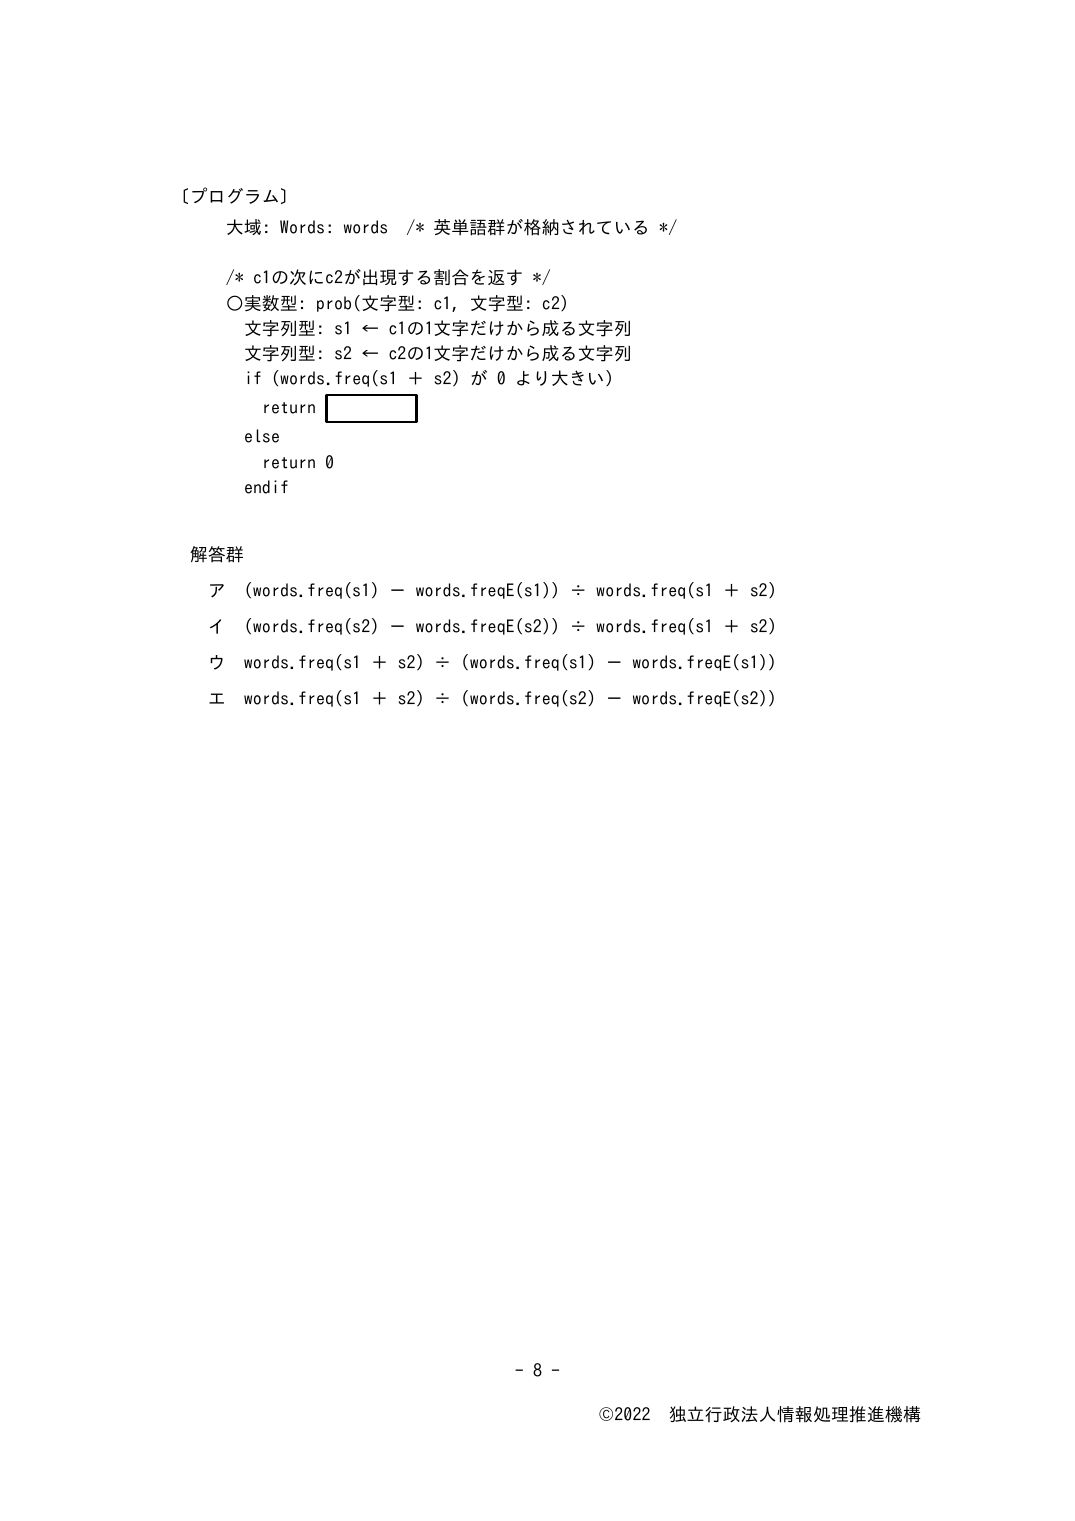 〔プログラム〕
大域: Words: words /* 英単語群が格納されている */
/* c1の次にc2が出現する割合を返す */
○実数型: prob(文字型: c1, 文字型: c2)
文字列型: s1 ← c1の1文字だけから成る文字列
文字列型: s2 ← c2の1文字だけから成る文字列
if (words.freq(s1 ＋ s2) が 0 より大きい)
return
else
return 0
endif
解答群
ア (words.freq(s1) － words.freqE(s1)) ÷ words.freq(s1 ＋ s2)
イ (words.freq(s2) － words.freqE(s2)) ÷ words.freq(s1 ＋ s2)
ウ words.freq(s1 ＋ s2) ÷ (words.freq(s1) － words.freqE(s1))
エ words.freq(s1 ＋ s2) ÷ (words.freq(s2) － words.freqE(s2))
- 8 -
©2022 独立行政法人情報処理推進機構